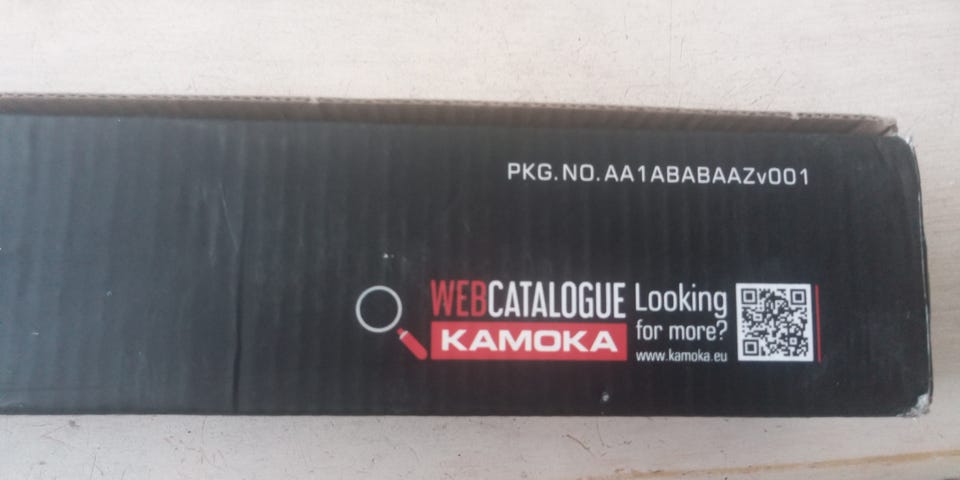 PKG.NO.AA1ABABAAZv001
WEBCATALOGUE
KAMOKA
Looking
for more?
www.kamoka.eu